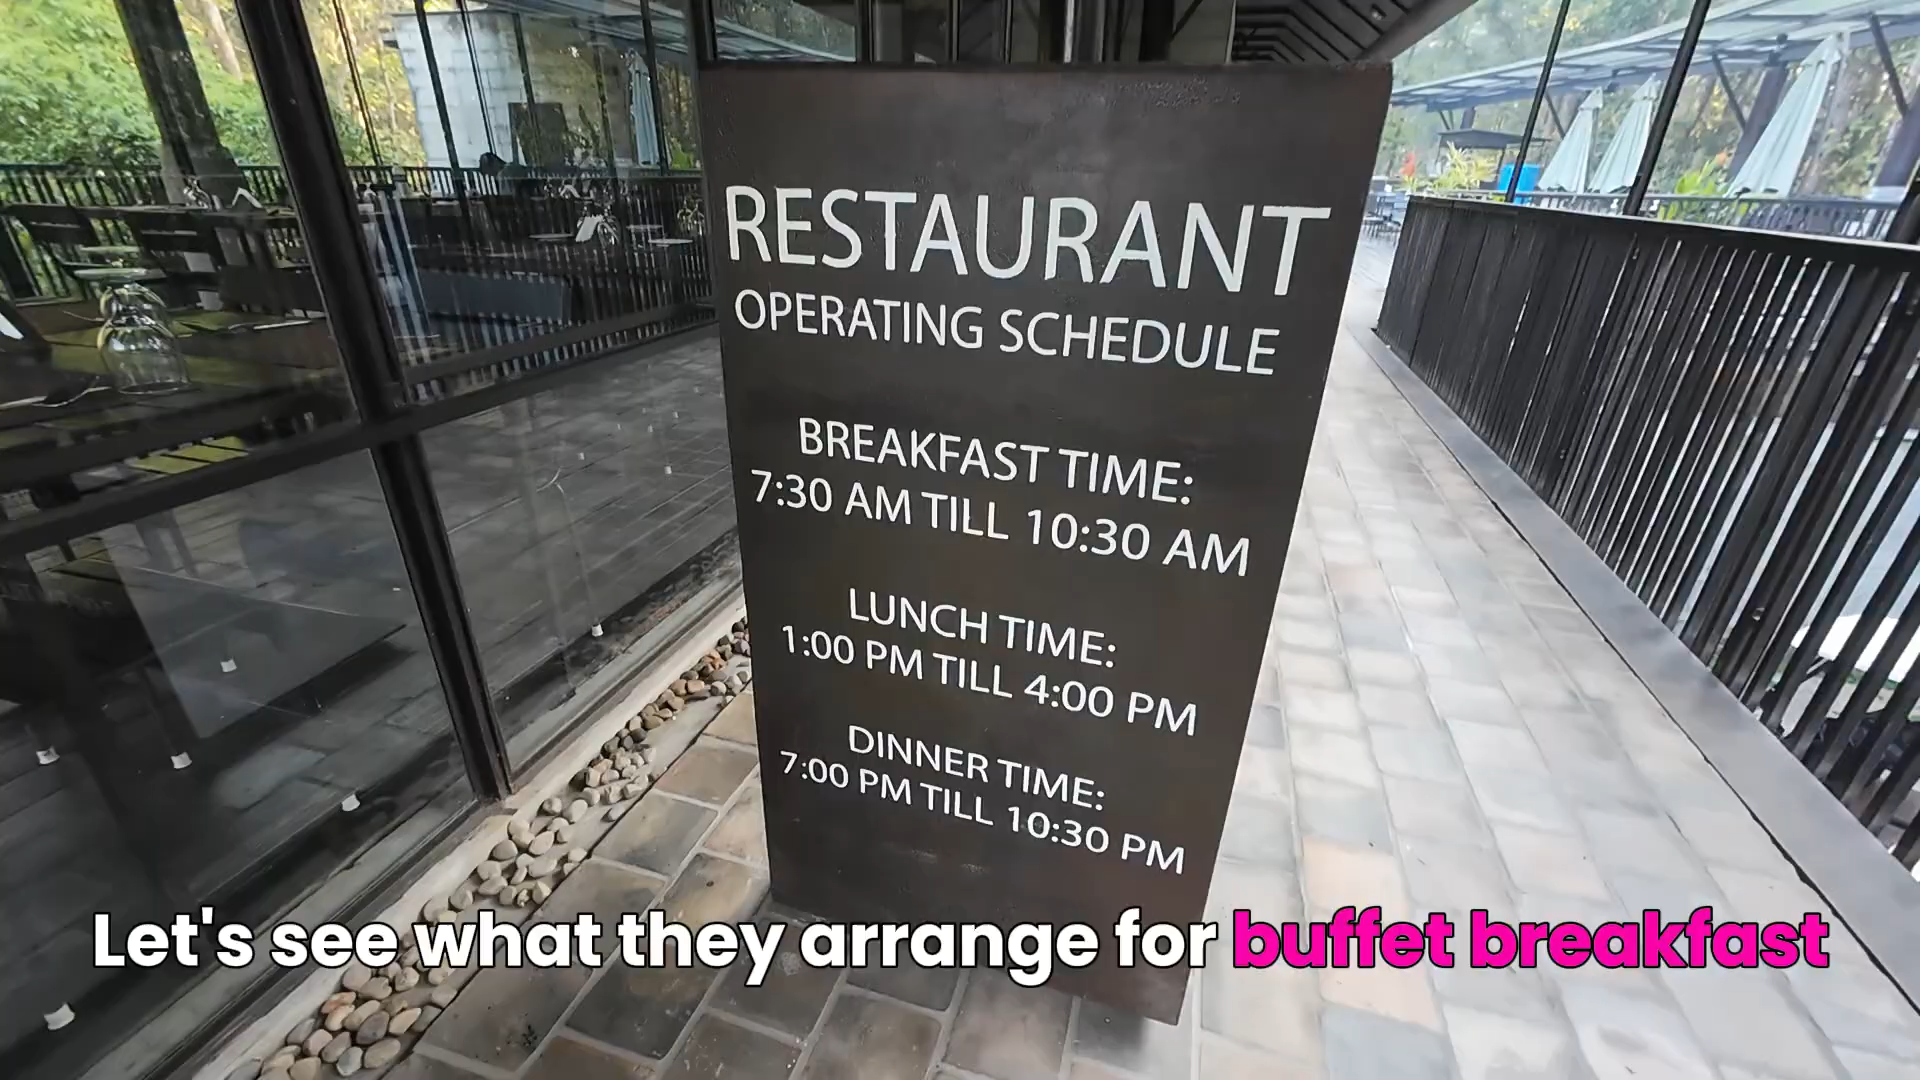 RESTAURANT
OPERATING SCHEDULE
BREAKFAST TIME:
7:30 AM TILL 10:30 AM
LUNCH TIME:
1:00 PM TILL 4:00 PM
DINNER TIME:
7:00 PM TILL 10:30 PM
Let's see what they arrange for buffet breakfast